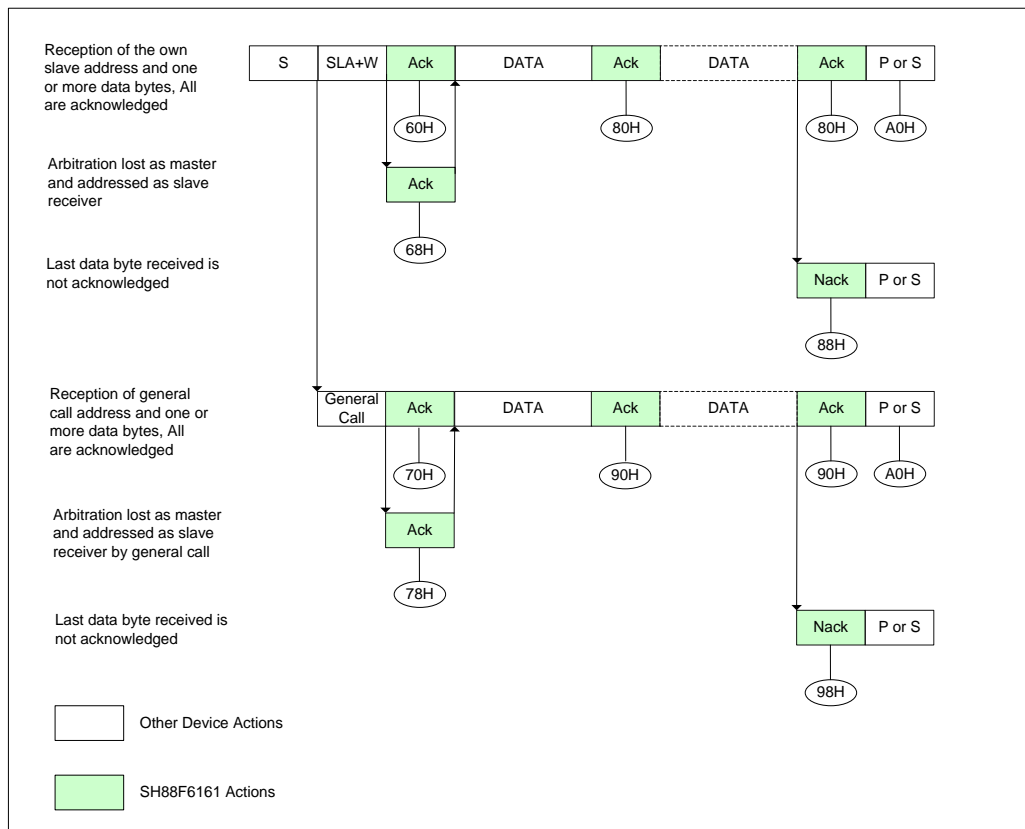 Reception of the own
slave address and one
or more data bytes, All
are acknowledged
S SLA+W Ack DATA Ack DATA Ack P or S
60H 80H 80H A0H
Arbitration lost as master
and addressed as slave
receiver
Ack
68H
Last data byte received is
not acknowledged
Nack P or S
88H
Reception of general
call address and one or
more data bytes, All
are acknowledged
General
Call
Ack DATA Ack DATA Ack P or S
70H 90H 90H A0H
Arbitration lost as master
and addressed as slave
receiver by general call
Ack
78H
Last data byte received is
not acknowledged
Nack P or S
98H
Other Device Actions
SH88F6161 Actions